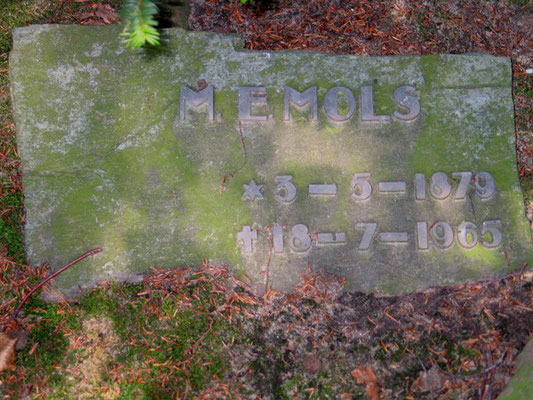 M. E. MOLS
* 3 - 5 - 1879
† 18 - 7 - 1965